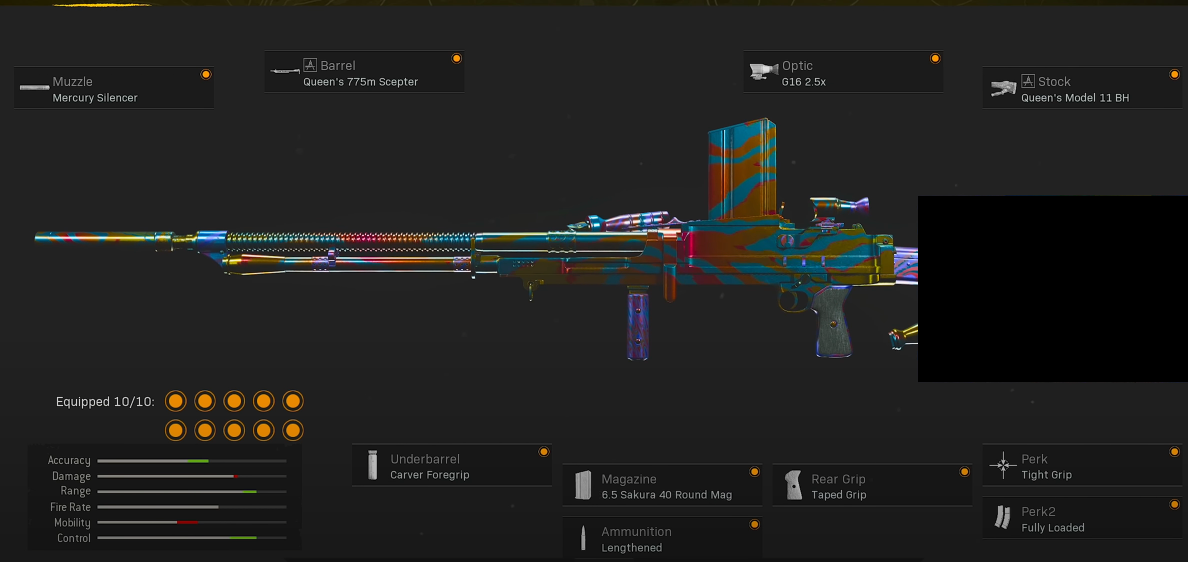 Muzzle
Mercury Silencer
Barrel
Queen's 775m Scepter
Optic
G16 2.5x
Stock
Queen's Model 11 BH
Equipped 10/10:
Accuracy
Damage
Range
Fire Rate
Mobility
Control
Underbarrel
Carver Foregrip
Magazine
6.5 Sakura 40 Round Mag
Ammunition
Lengthened
Rear Grip
Taped Grip
Perk
Tight Grip
Perk2
Fully Loaded